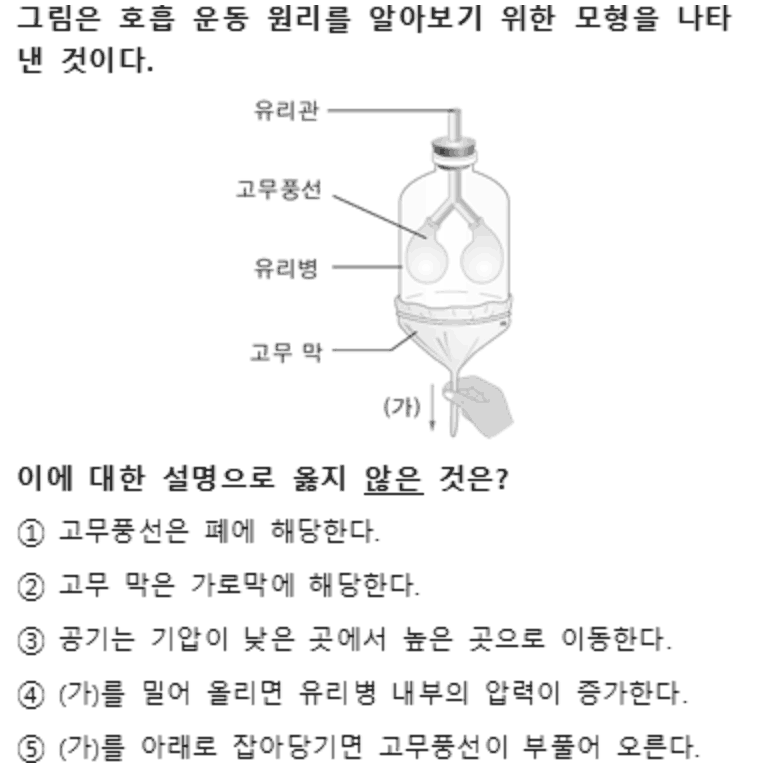 그림은 호흡 운동 원리를 알아보기 위한 모형을 나타
낸 것이다.
유리관
고무풍선
유리병
고무 막
(가)
이에 대한 설명으로 옳지 않은 것은?
① 고무풍선은 폐에 해당한다.
② 고무 막은 가로막에 해당한다.
③ 공기는 기압이 낮은 곳에서 높은 곳으로 이동한다.
④ (가)를 밀어 올리면 유리병 내부의 압력이 증가한다.
⑤ (가)를 아래로 잡아당기면 고무풍선이 부풀어 오른다.